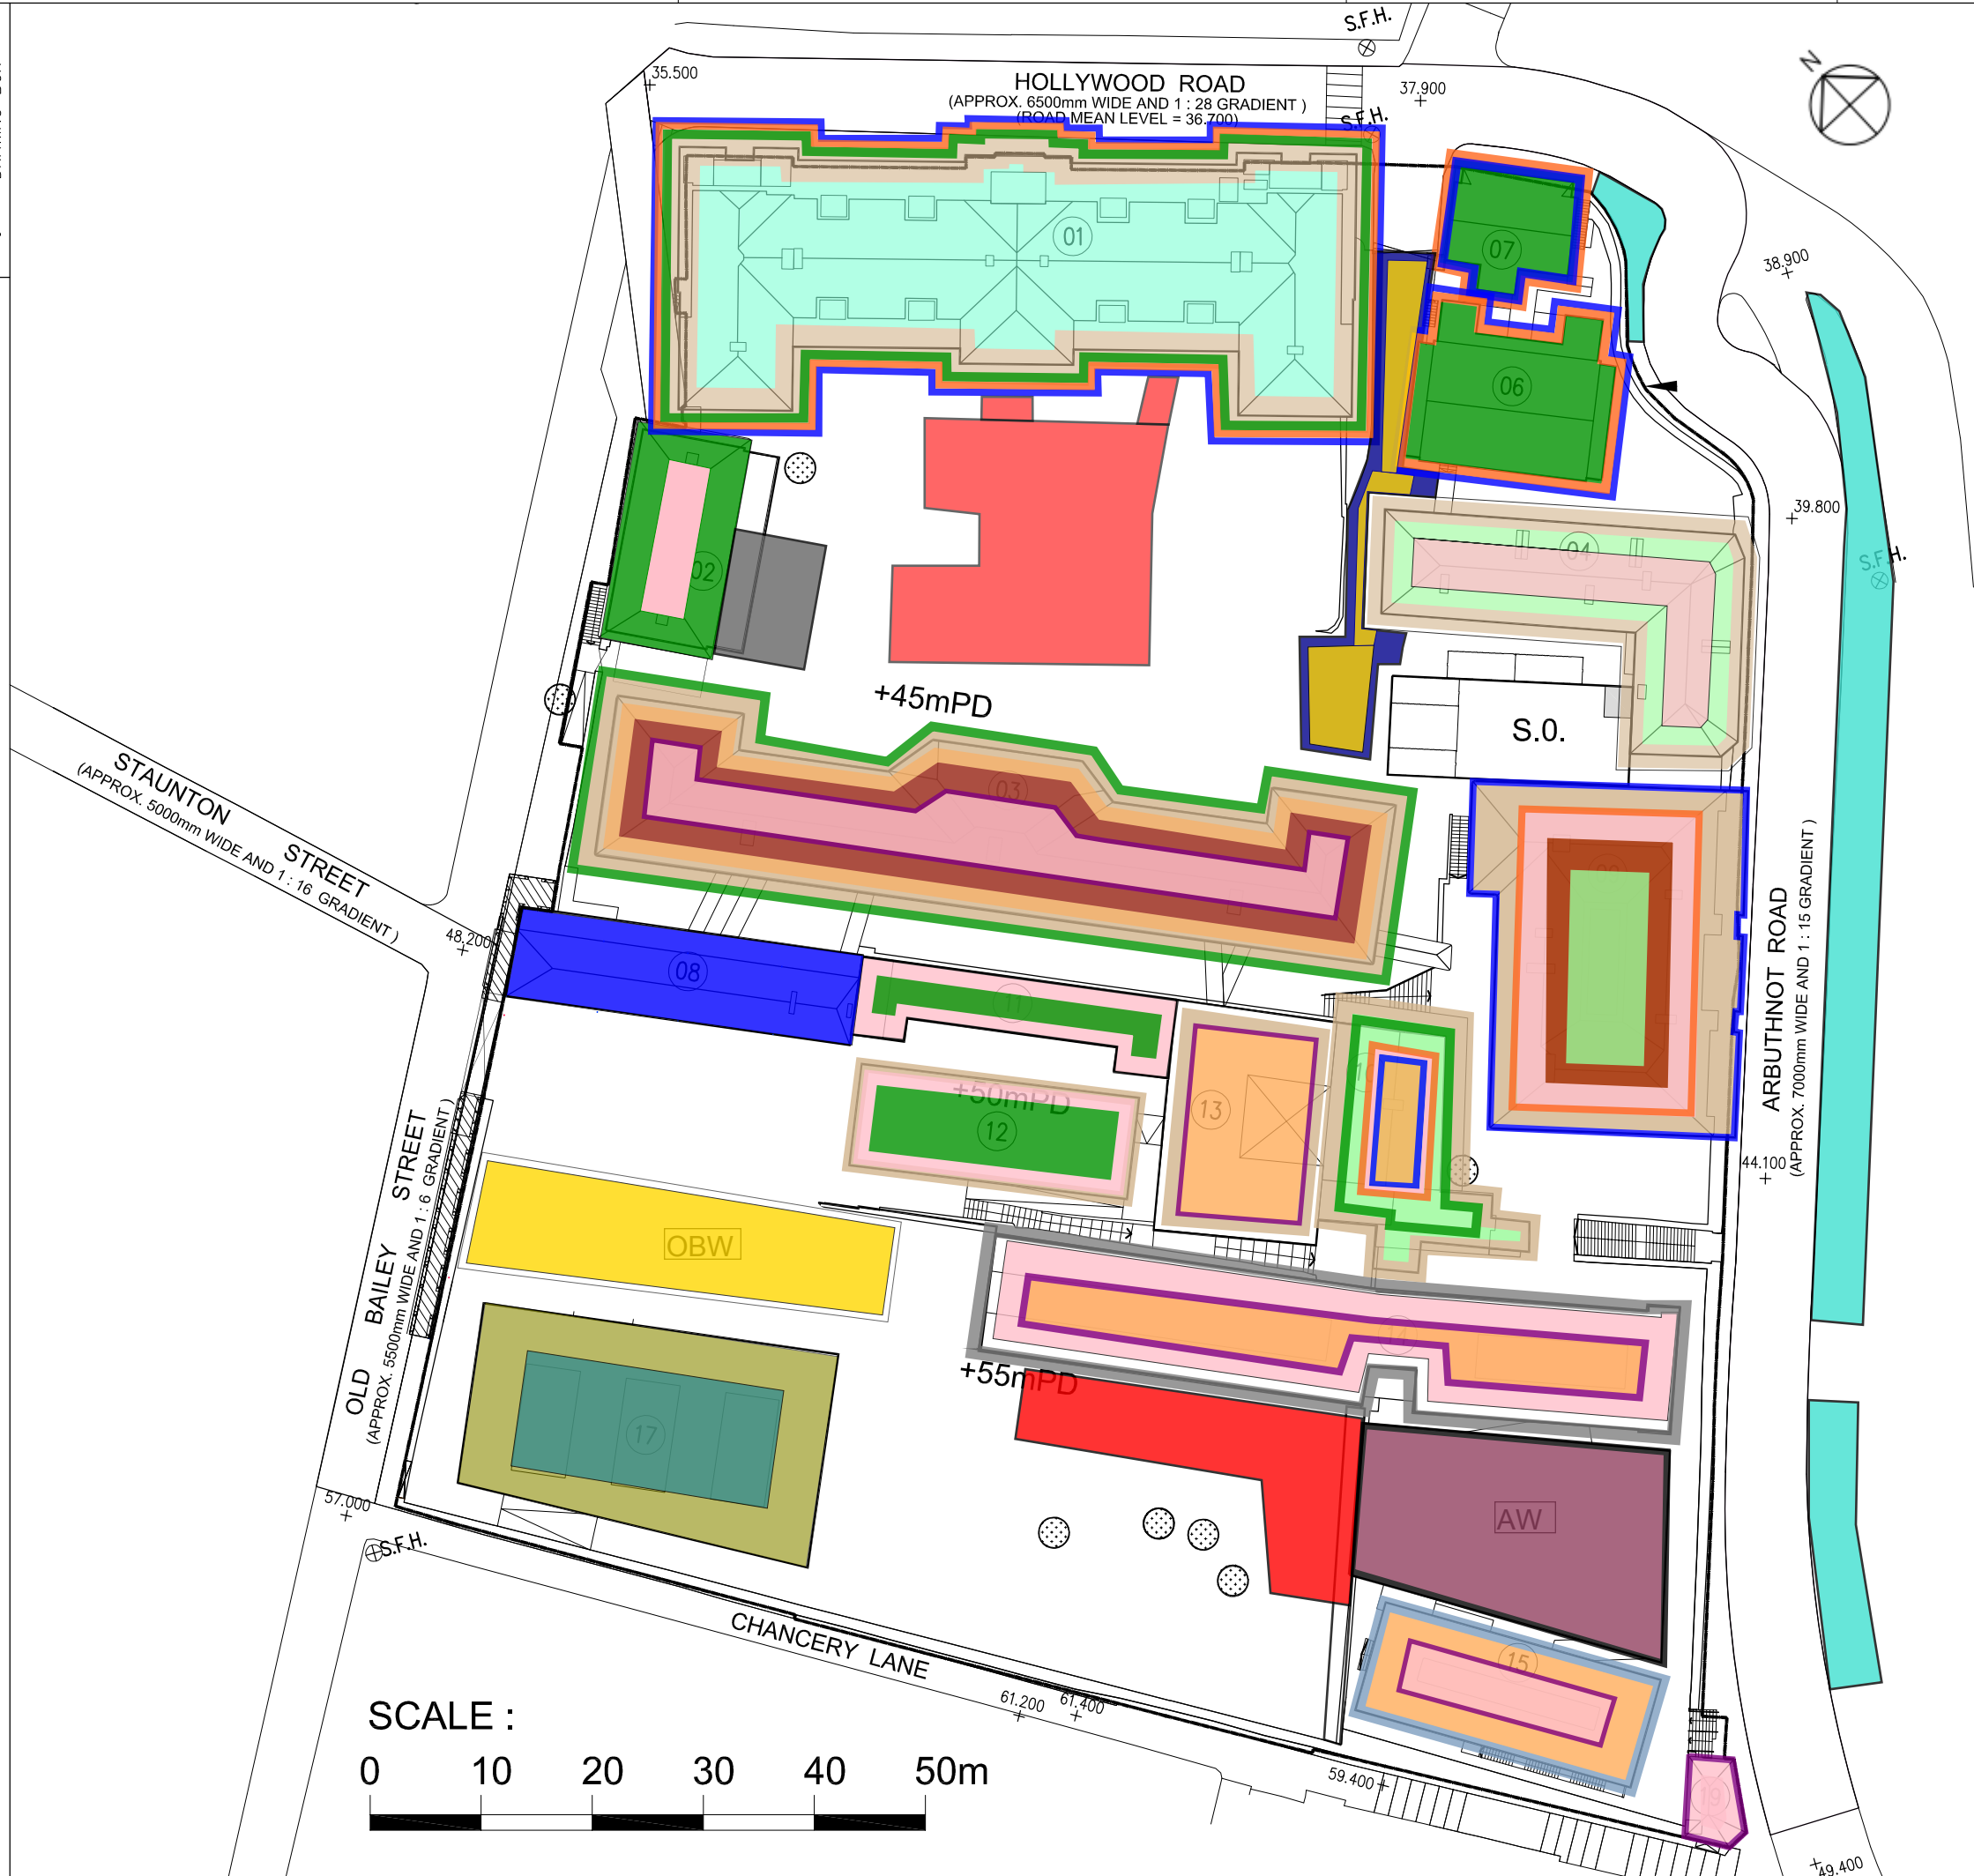 S.F.H.
35.500
HOLLYWOOD ROAD
(APPROX. 6500mm WIDE AND 1 : 28 GRADIENT )
(ROAD MEAN LEVEL = 36.700)
37.900
S.F.H.
N
01
07
38.900
06
39.800
02
04
S.F.H.
+45mPD
S.O.
STAUNTON STREET
(APPROX. 5000mm WIDE AND 1 : 16 GRADIENT )
03
48.200
08
11
ARBUTHNOT ROAD
(APPROX. 7000mm WIDE AND 1 : 15 GRADIENT )
+50mPD
12
13
44.100
OLD BAILEY STREET
(APPROX. 5500mm WIDE AND 1 : 6 GRADIENT )
OBW
14
+55mPD
17
57.000
S.F.H.
AW
CHANCERY LANE
15
61.200
61.400
59.400
19
49.400
SCALE :
0 10 20 30 40 50m